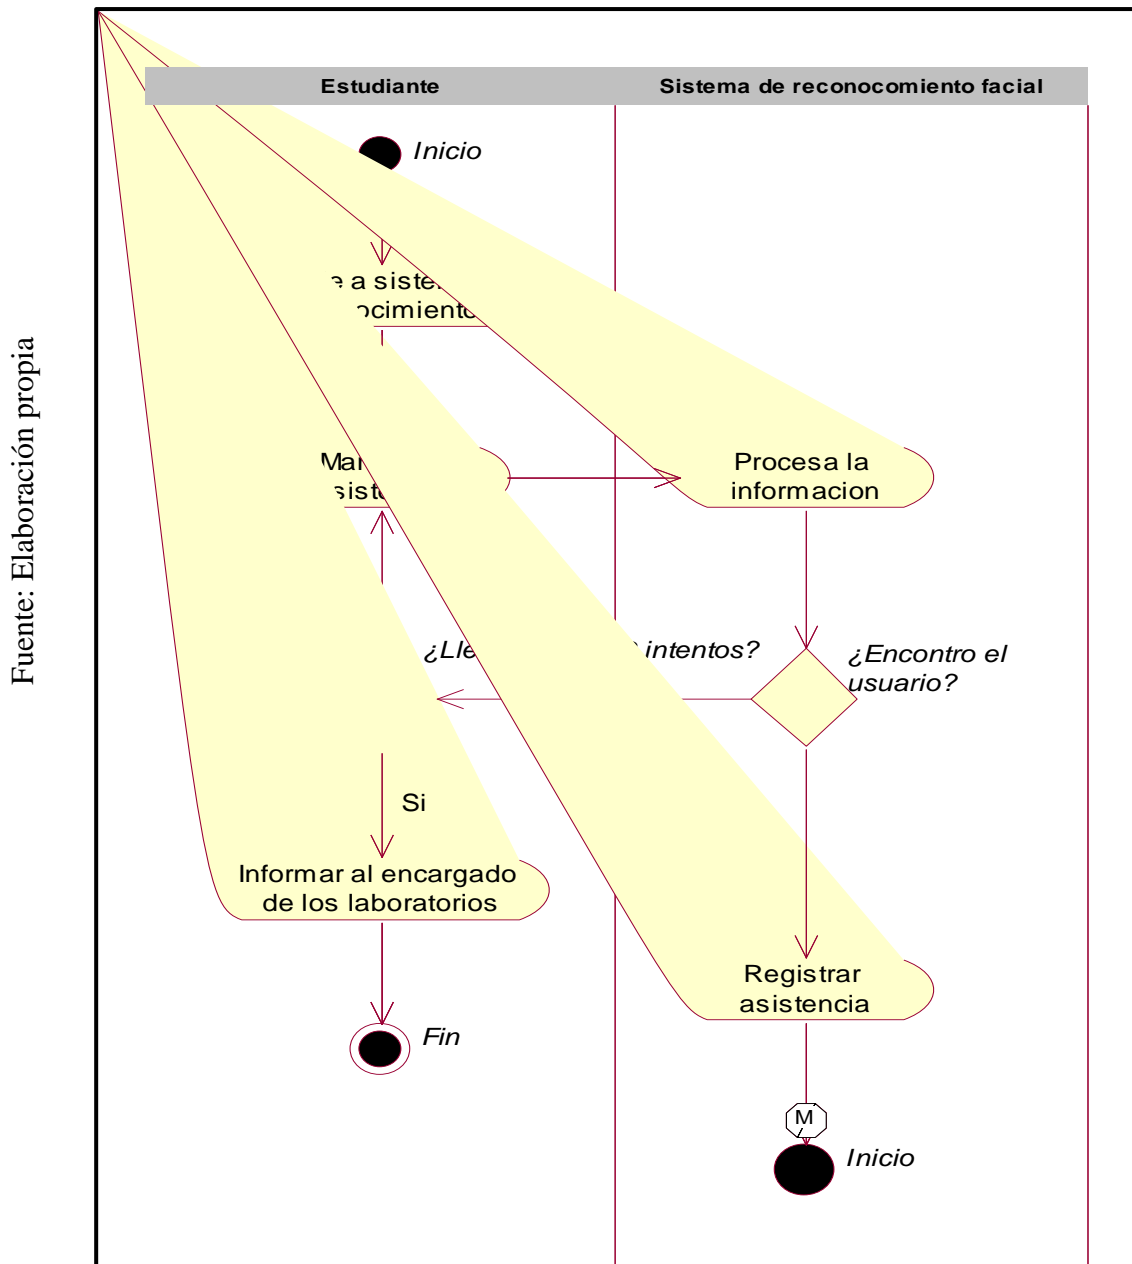 Fuente: Elaboración propia
Estudiante
Sistema de reconocimiento facial
Inicio
a
Procesa la
informacion
intentos?
¿Encontro el
usuario?
Si
Informar al encargado
de los laboratorios
Registrar
asistencia
Fin
M
Inicio